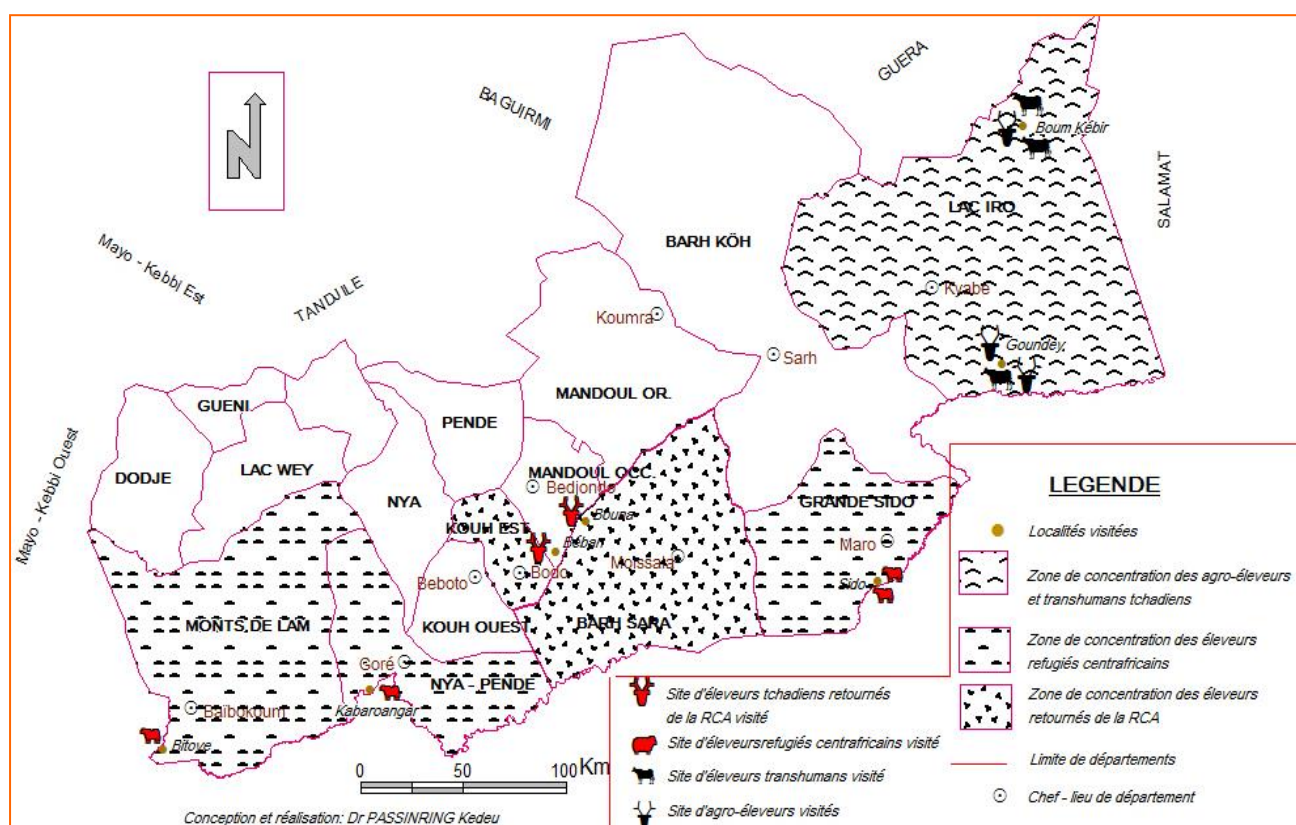 GUERA
BAGUIRMI
Boum Kébir
SALAMAT
LAC IRO
BARH KÖH
Mayo - Kebbi Est
TANDJILE
Kyabe
Koumra
Goundey
Sarh
GUENI
MANDOUL OR.
PENDE
Mayo - Kebbi Ouest
DODJE
LAC WEY
MANDOUL OCC.
Bedjondo
NYA
GRANDE SIDO
KOUH EST
Bouna
Béban
Maro
Moissala
Bodo
Beboto
Sido
MONTS DE LAM
KOUH OUEST
BARH SARA
Goré
NYA - PENDE
Kabaroangar
Baïbokoum
Bitoye
0 50 100 Km
Conception et réalisation: Dr PASSINRING Kedeu
LEGENDE
Localités visitées
Zone de concentration des agro-éleveurs
et transhumans tchadiens
Zone de concentration des éleveurs
refugiés centrafricains
Zone de concentration des éleveurs
retournés de la RCA
Limite de départements
Chef - lieu de département
Site d'éleveurs tchadiens retournés
de la RCA visité
Site d'éleveursrefugiés centrafricains visité
Site d'éleveurs transhumans visité
Site d'agro-éleveurs visités